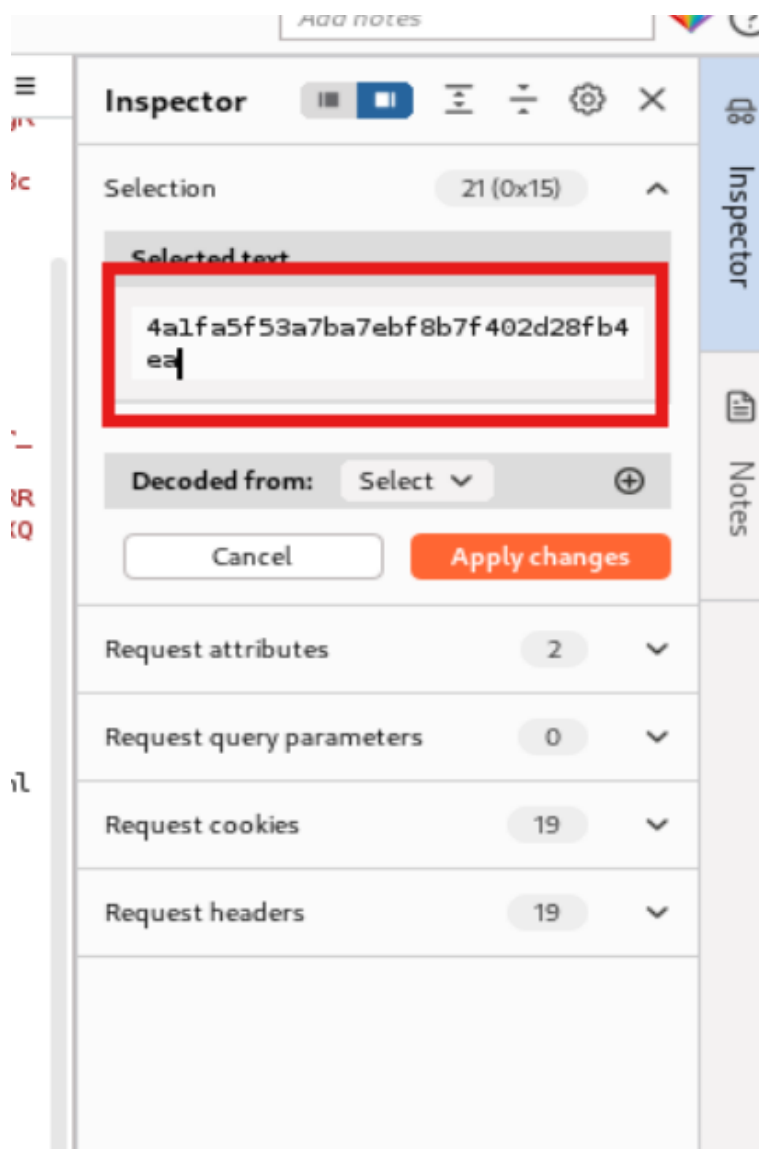 Add notes
Inspector
3c
Selection 21 (0x15)
Selected text
4a1fa5f53a7ba7ebf8b7f402d28fb4
ea
Decoded from: Select
Cancel Apply changes
Request attributes 2
Request query parameters 0
Request cookies 19
Request headers 19
Inspector
Notes